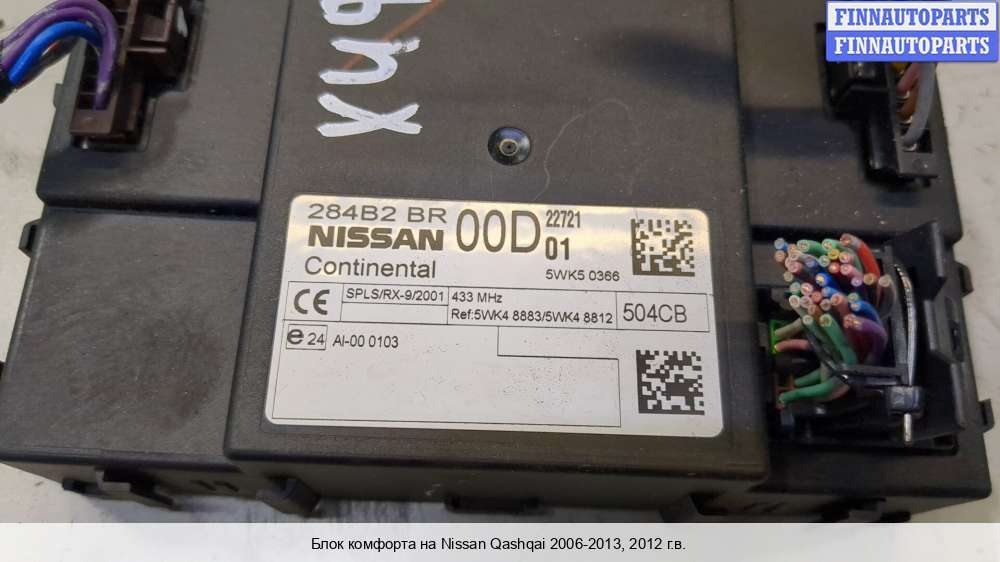 FINNAUTOPARTS
FINNAUTOPARTS
284B2 BR 00D 22721
NISSAN 01
Continental 5WK5 0366
CE SPLS/RX-9/2001 433 MHz 504CB
Ref:5WK4 8883/5WK4 8812
e 24 AI-00 0103
Блок комфорта на Nissan Qashqai 2006-2013, 2012 г.в.